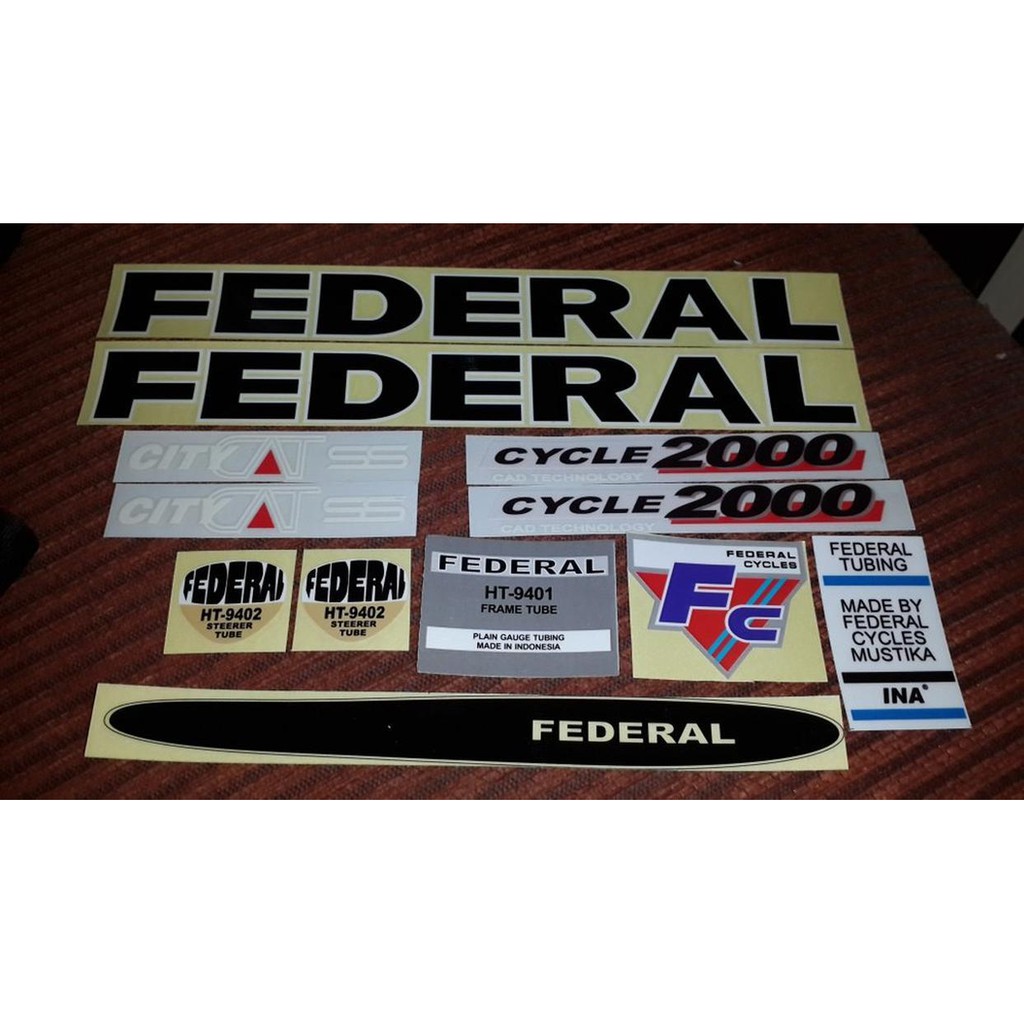 FEDERAL
FEDERAL
CITY CAT SS
CYCLE 2000
CAD TECHNOLOGY
CITY CAT SS
CYCLE 2000
CAD TECHNOLOGY
FEDERAL
HT-9402
STEERER
TUBE
FEDERAL
HT-9402
STEERER
TUBE
FEDERAL
HT-9401
FRAME TUBE
PLAIN GAUGE TUBING
MADE IN INDONESIA
FEDERAL
CYCLES
FC
FEDERAL
TUBING
MADE BY
FEDERAL
CYCLES
MUSTIKA
INA®
FEDERAL